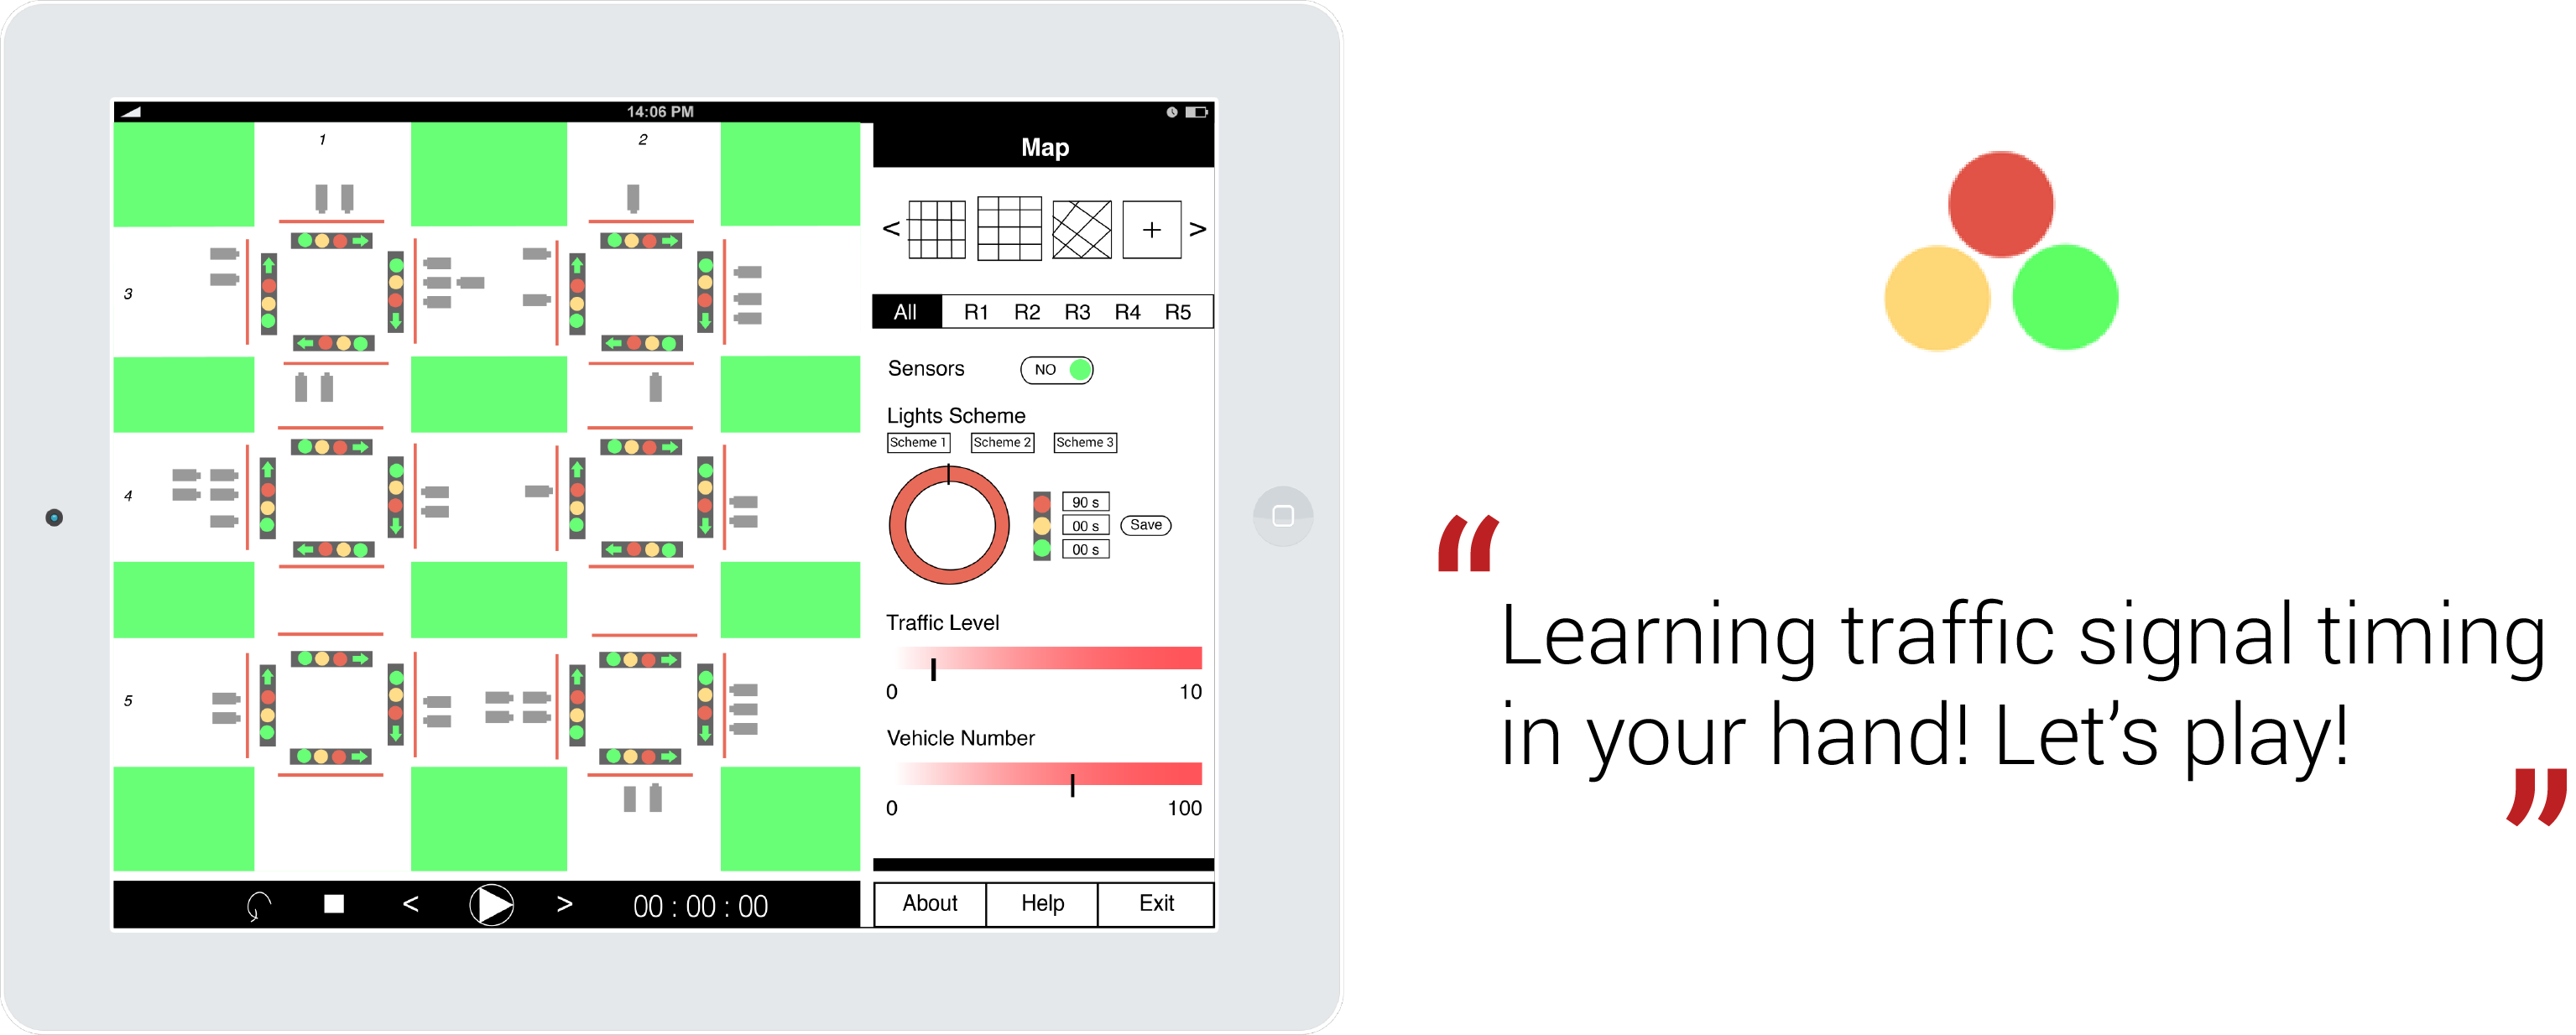 14:06 PM
1
2
3
4
5
00 : 00 : 00
Map
< + >
All R1 R2 R3 R4 R5
Sensors NO
Lights Scheme
Scheme 1 Scheme 2 Scheme 3
90 s
00 s
Save
00 s
Traffic Level
0 10
Vehicle Number
0 100
About Help Exit
“Learning traffic signal timing
in your hand! Let’s play!”